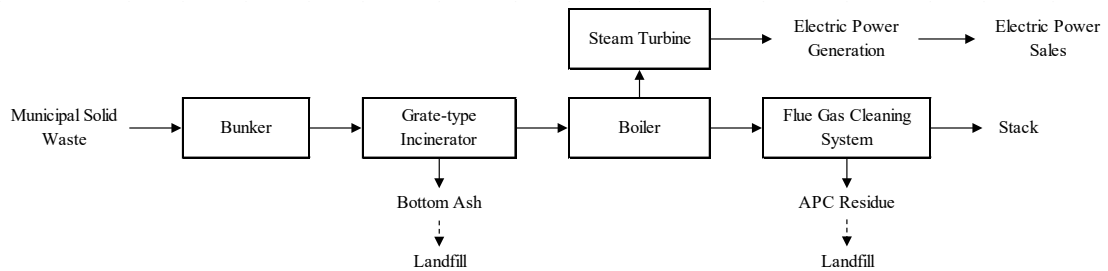 Steam Turbine
Electric Power
Generation
Electric Power
Sales
Municipal Solid
Waste
Bunker
Grate-type
Incinerator
Boiler
Flue Gas Cleaning
System
Stack
Bottom Ash
APC Residue
Landfill
Landfill